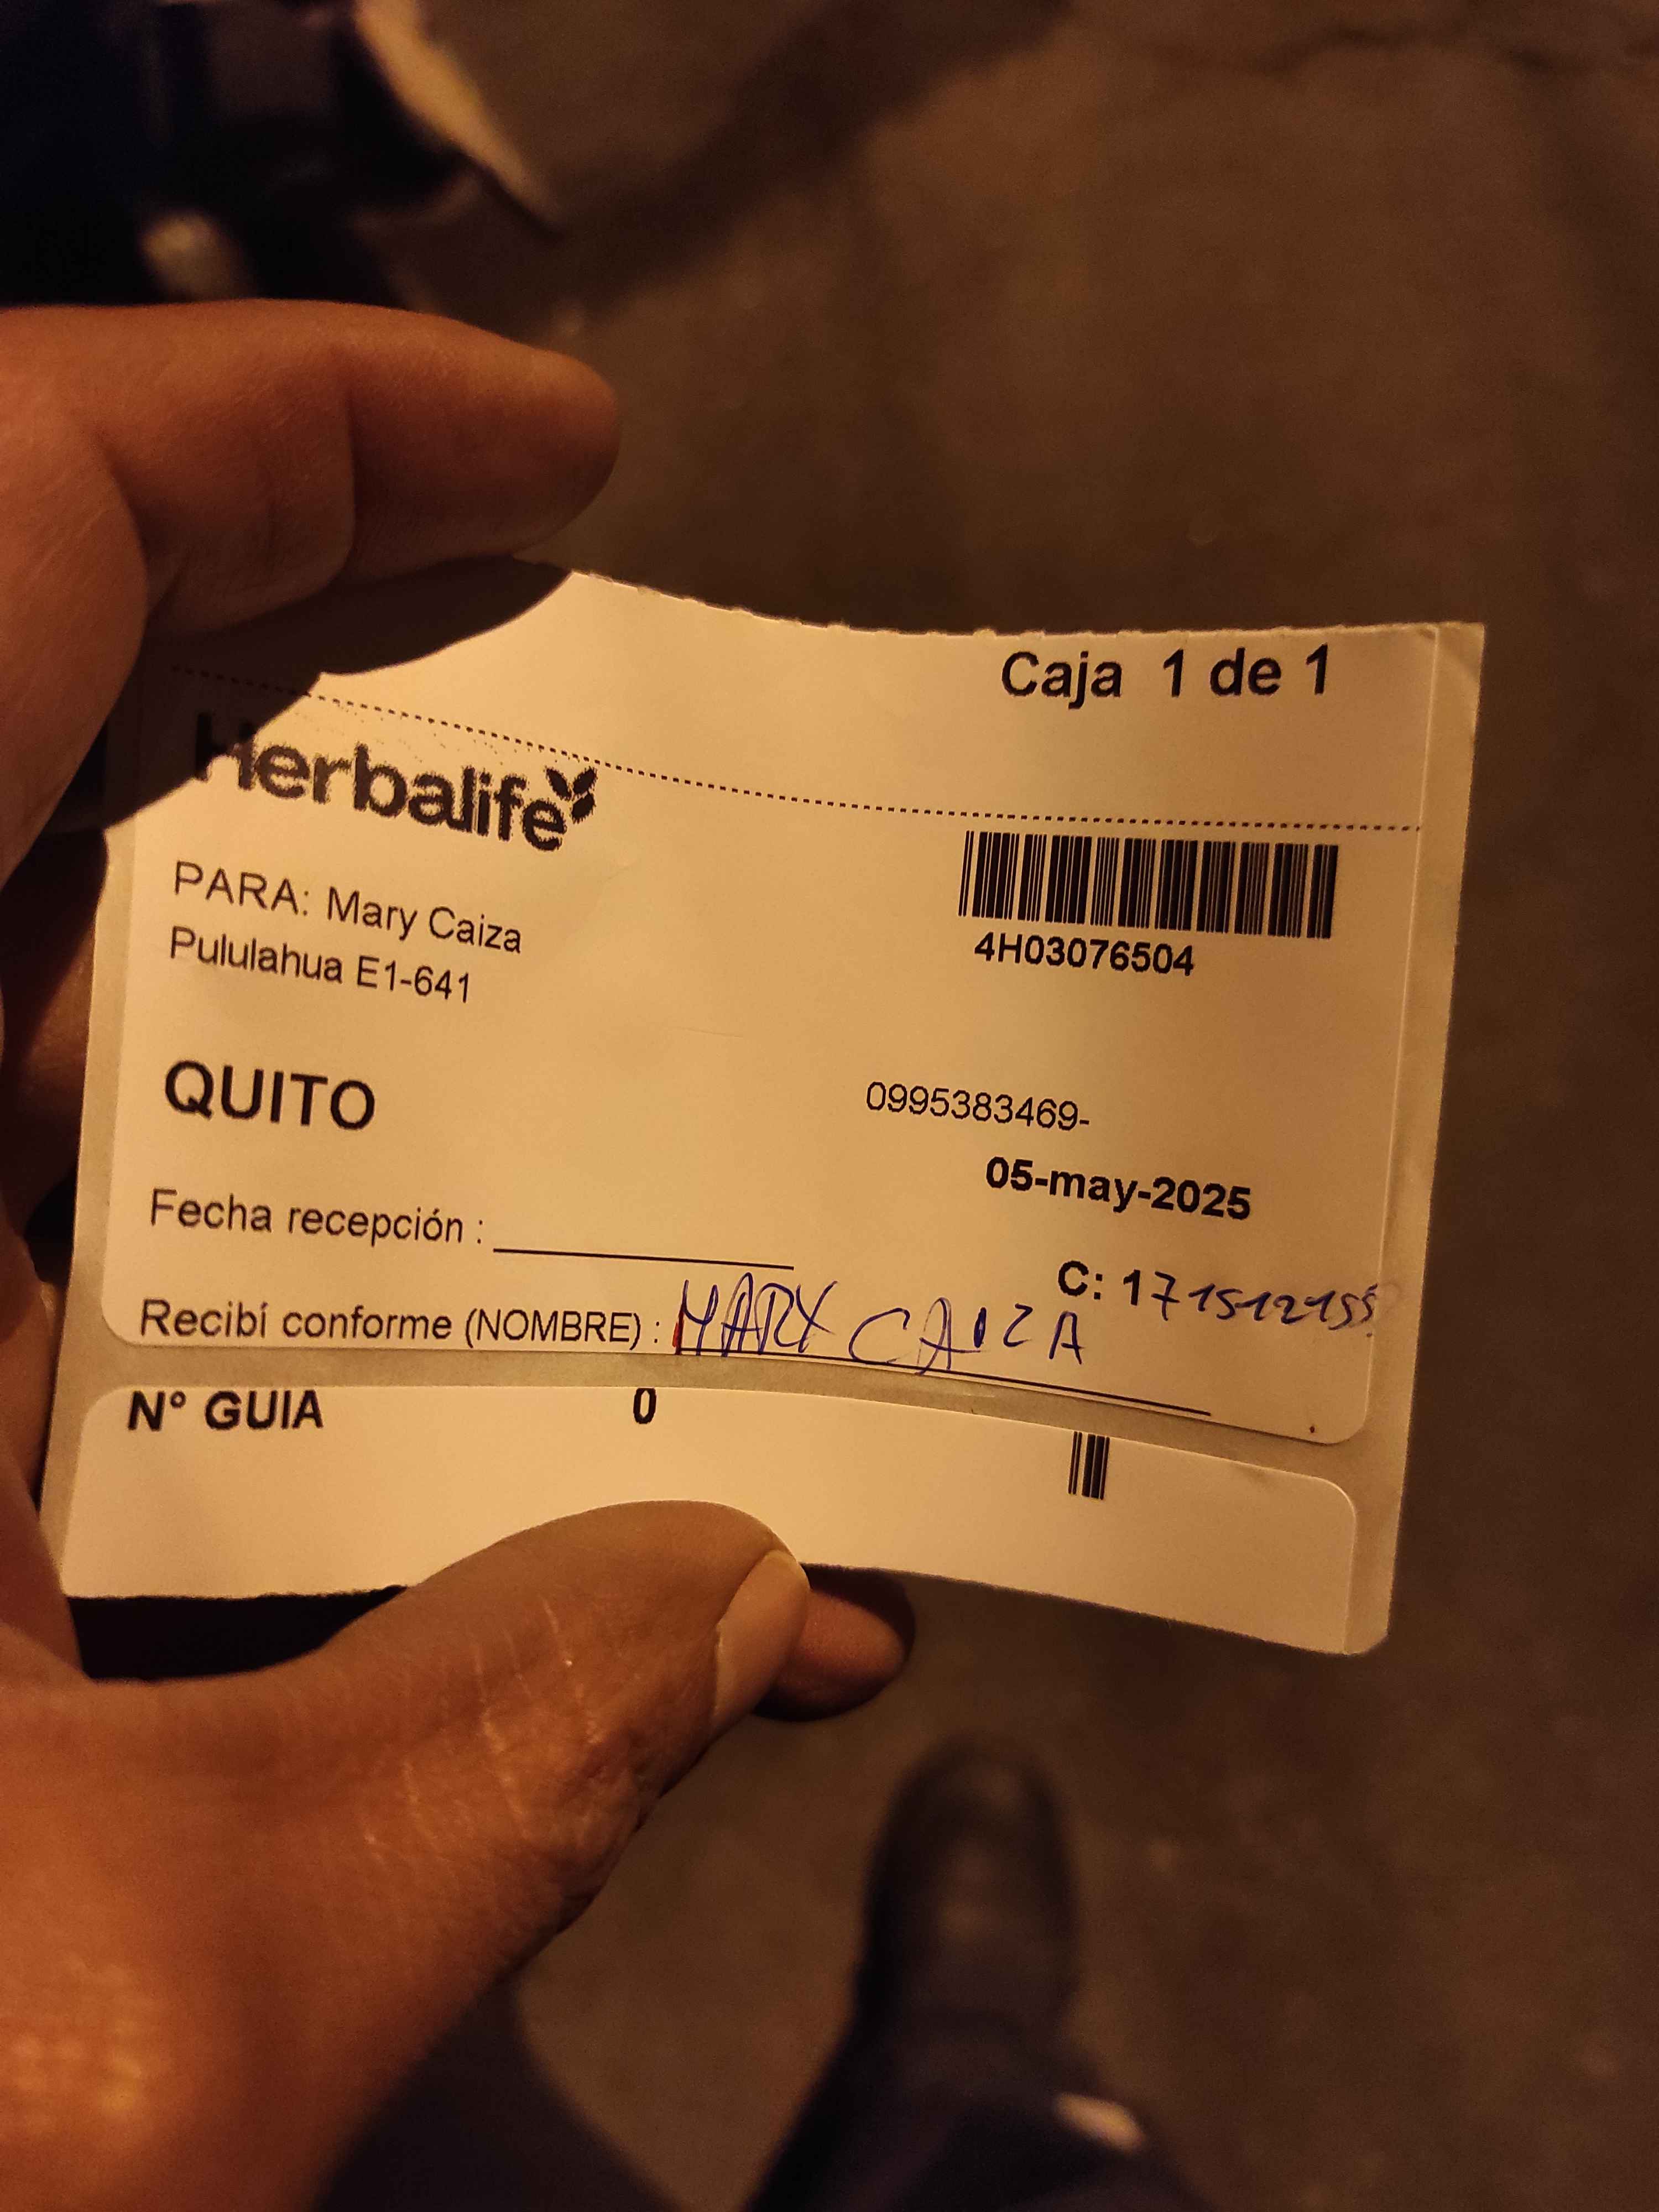 Caja 1 de 1
Herbalife
PARA: Mary Caiza
Pululahua E1-641
4H03076504
QUITO
0995383469-
05-may-2025
Fecha recepción :
C:
Recibí conforme (NOMBRE) : MARY CAIZA
N° GUIA 0